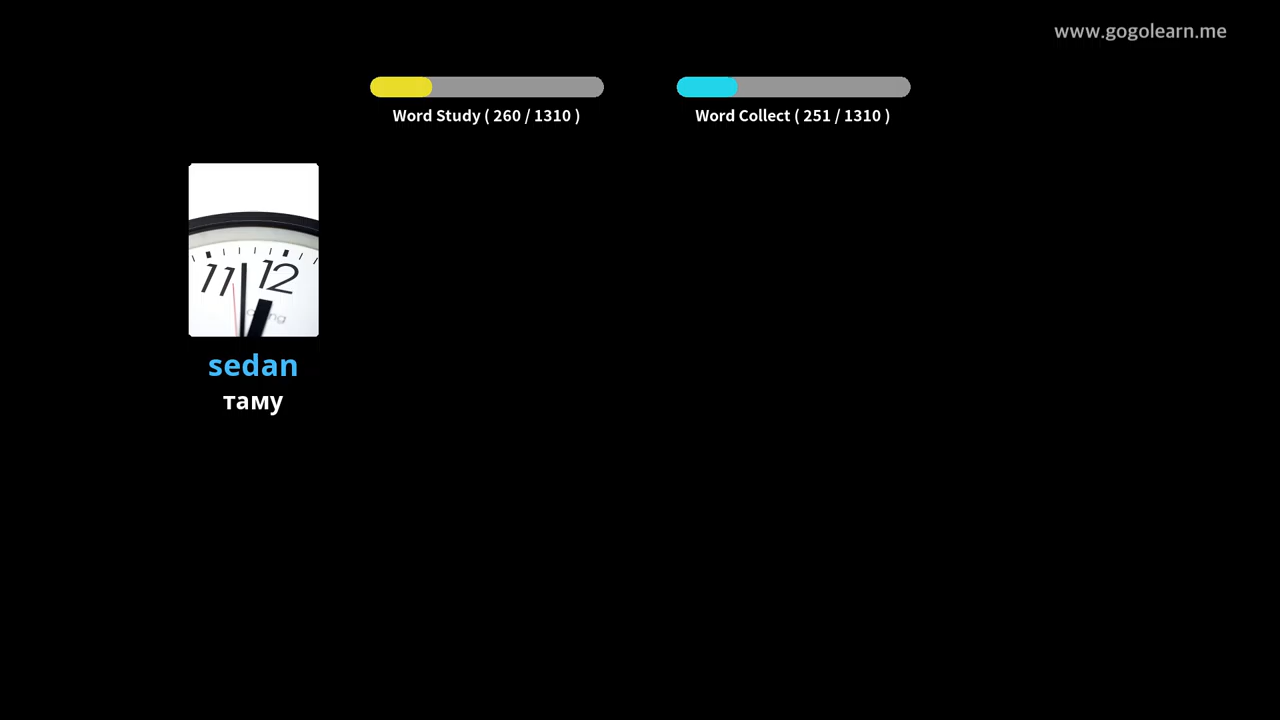 www.gogolearn.me
Word Study ( 260 / 1310 )
Word Collect ( 251 / 1310 )
11 12
sedan
таму